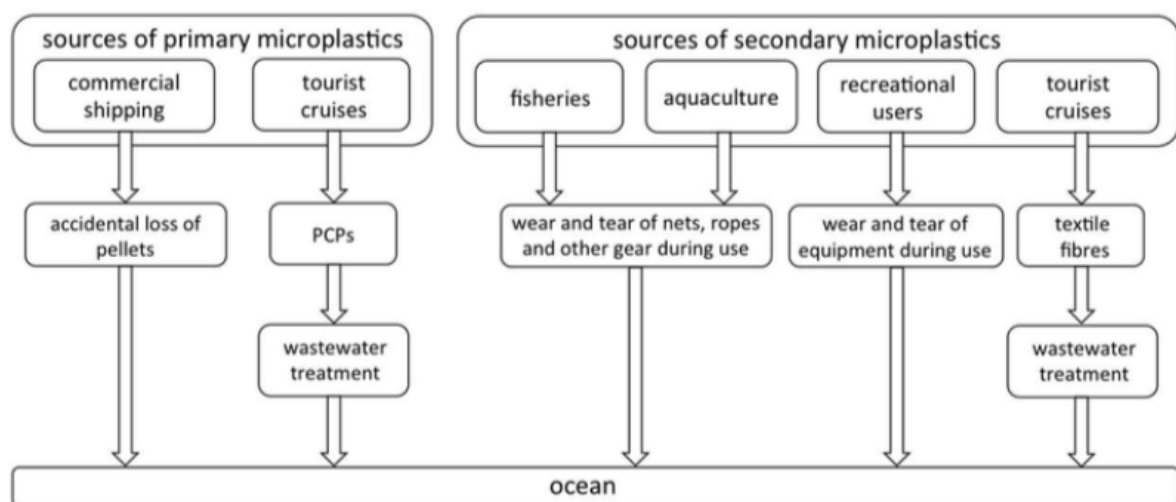 sources of primary microplastics
commercial
shipping
tourist
cruises
accidental loss of
pellets
PCPs
wastewater
treatment
sources of secondary microplastics
fisheries
aquaculture
recreational
users
tourist
cruises
wear and tear of nets, ropes
and other gear during use
wear and tear of
equipment during use
textile
fibres
wastewater
treatment
ocean